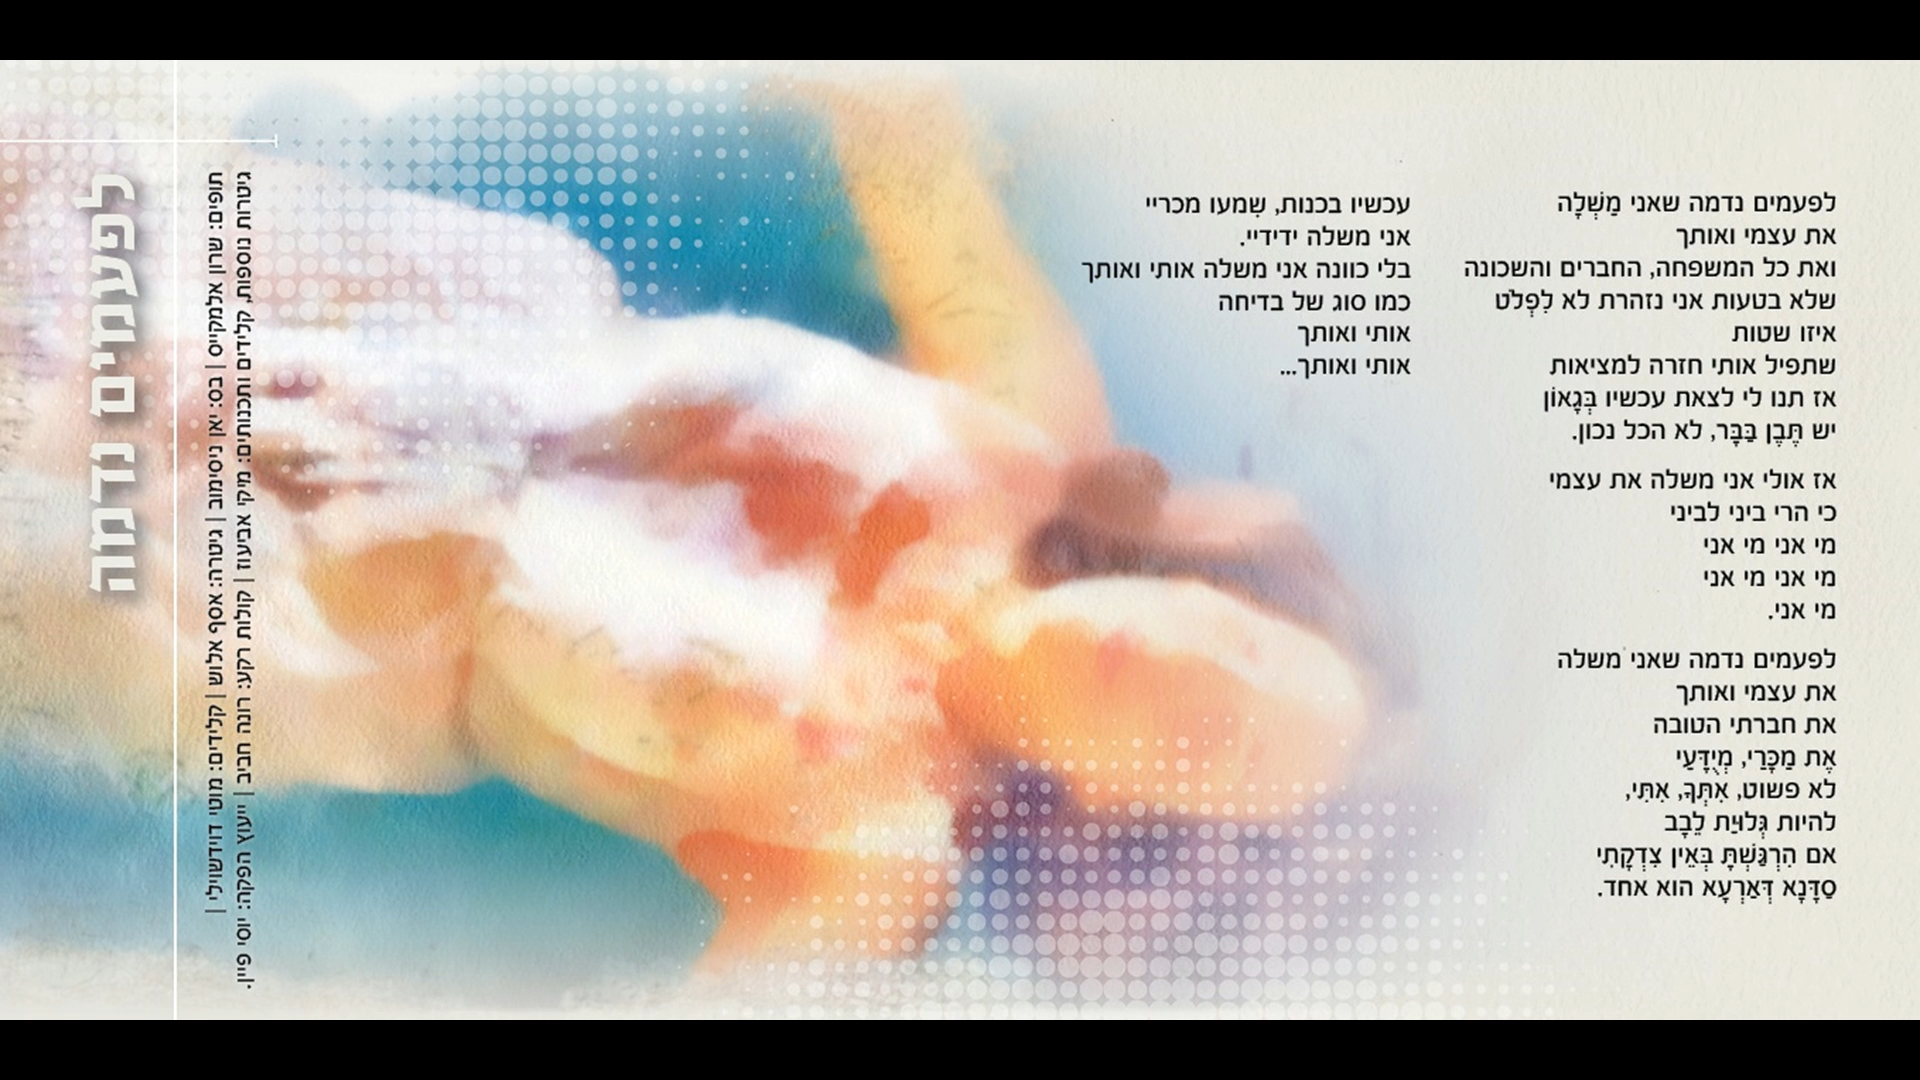 לפעמים נדמה
תופים: שרון אלמקייס | בס: יאן ניסימוב | גיטרה: אסף אלוש | קלידים: מוטי דוידשוילי |
גיטרות נוספות, קלידים ותכנותים: מיקי אביעוז | קולות רקע: רונה חביב | ייעוץ הפקה: יוסי פיין.
לפעמים נדמה שאני מַשְׁלָה
את עצמי ואותך
ואת כל המשפחה, החברים והשכונה
שלא בטעות אני נזהרת לא לִפְלֹט
איזו שטות
שתפיל אותי חזרה למציאות
אז תנו לי לצאת עכשיו בְּגָאוֹן
יש תֶּבֶן בַּבָּר, לא הכל נכון.
אז אולי אני משלה את עצמי
כי הרי ביני לביני
מי אני מי אני
מי אני מי אני
מי אני.
לפעמים נדמה שאני משלה
את עצמי ואותך
את חברתי הטובה
אֶת מַכָּרַי, מְיֻדָּעַי
לא פשוט, אִתְּךָ, אִתִּי,
להיות גְּלוּיַת לֵבָב
אם הִרְגַּשְׁתָּ בְּאֵין צִדְקָתִי
סַדָּנָא דְּאַרְעָא הוא אחד.
עכשיו בכנות, שִמעו מכריי
אני משלה ידידיי.
בלי כוונה אני משלה אותי ואותך
כמו סוג של בדיחה
אותי ואותך
אותי ואותך...